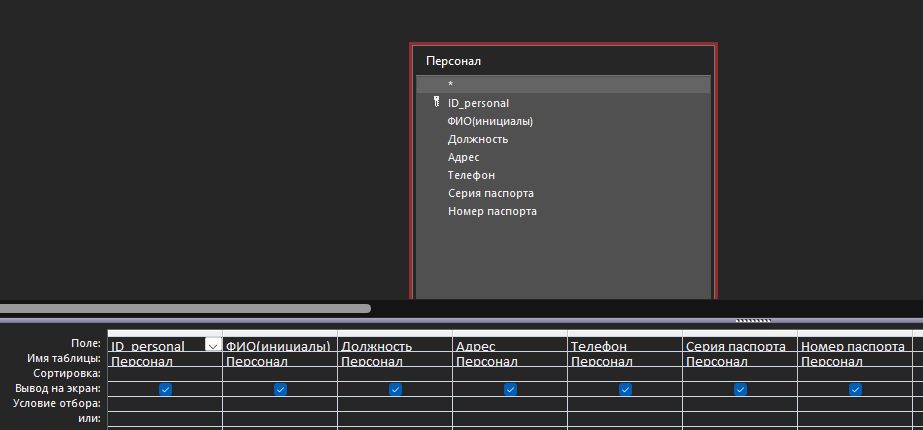 Персонал
*
ID_personal
ФИО(инициалы)
Должность
Адрес
Телефон
Серия паспорта
Номер паспорта
Поле: ID_personal ФИО(инициалы) Должность Адрес Телефон Серия паспорта Номер паспорта
Имя таблицы: Персонал Персонал Персонал Персонал Персонал Персонал Персонал
Сортировка:
Вывод на экран:
Условие отбора:
или: